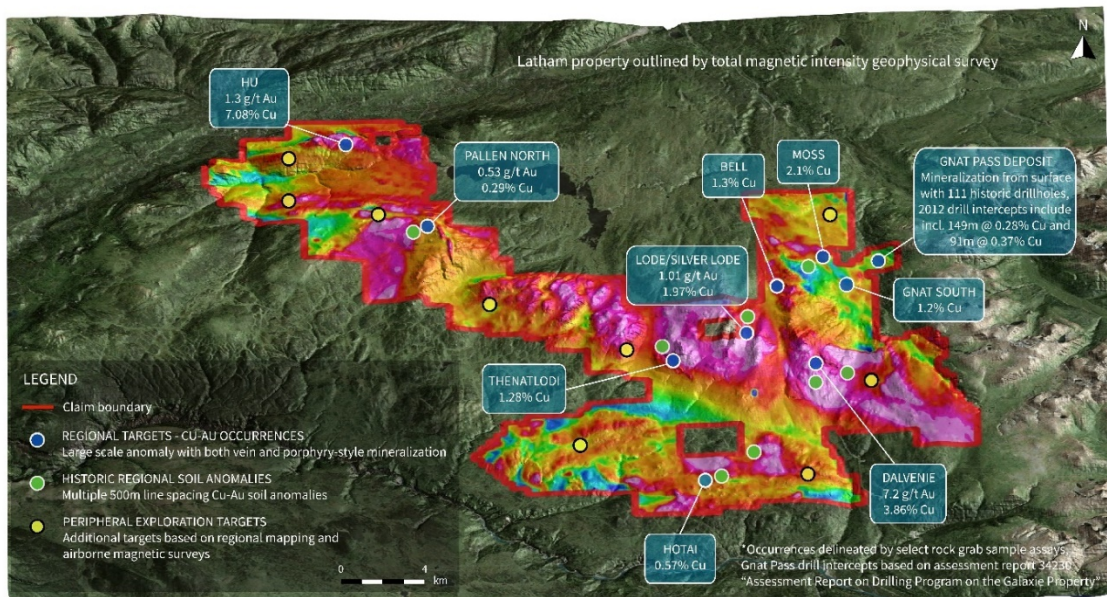 N
Latham property outlined by total magnetic intensity geophysical survey
HU
1.3 g/t Au
7.08% Cu
PALLEN NORTH
0.53 g/t Au
0.29% Cu
BELL
1.3% Cu
MOSS
2.1% Cu
GNAT PASS DEPOSIT
Mineralization from surface
with 111 historic drillholes,
2012 drill intercepts include
incl. 149m @ 0.28% Cu and
91m @ 0.37% Cu
LODE/SILVER LODE
1.01 g/t Au
1.97% Cu
GNAT SOUTH
1.2% Cu
THENATLODI
1.28% Cu
DALVENIE
7.2 g/t Au
3.86% Cu
HOTAI
0.57% Cu
LEGEND
Claim boundary
REGIONAL TARGETS - CU-AU OCCURRENCES
Large scale anomaly with both vein and porphyry-style mineralization
HISTORIC REGIONAL SOIL ANOMALIES
Multiple 500m line spacing Cu-Au soil anomalies
PERIPHERAL EXPLORATION TARGETS
Additional targets based on regional mapping and
airborne magnetic surveys
0 4
km
*Occurrences delineated by select rock grab sample assays,
Gnat Pass drill intercepts based on assessment report 34236
"Assessment Report on Drilling Program on the Galaxie Property"